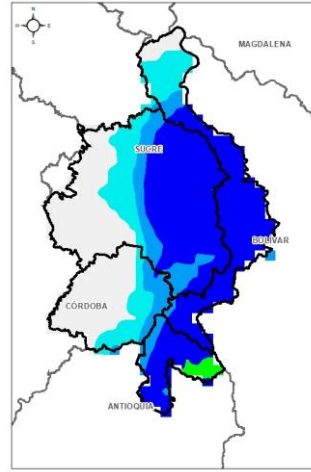 N
E
S
MAGDALENA
SUCRE
BOLÍVAR
CÓRDOBA
ANTIOQUIA